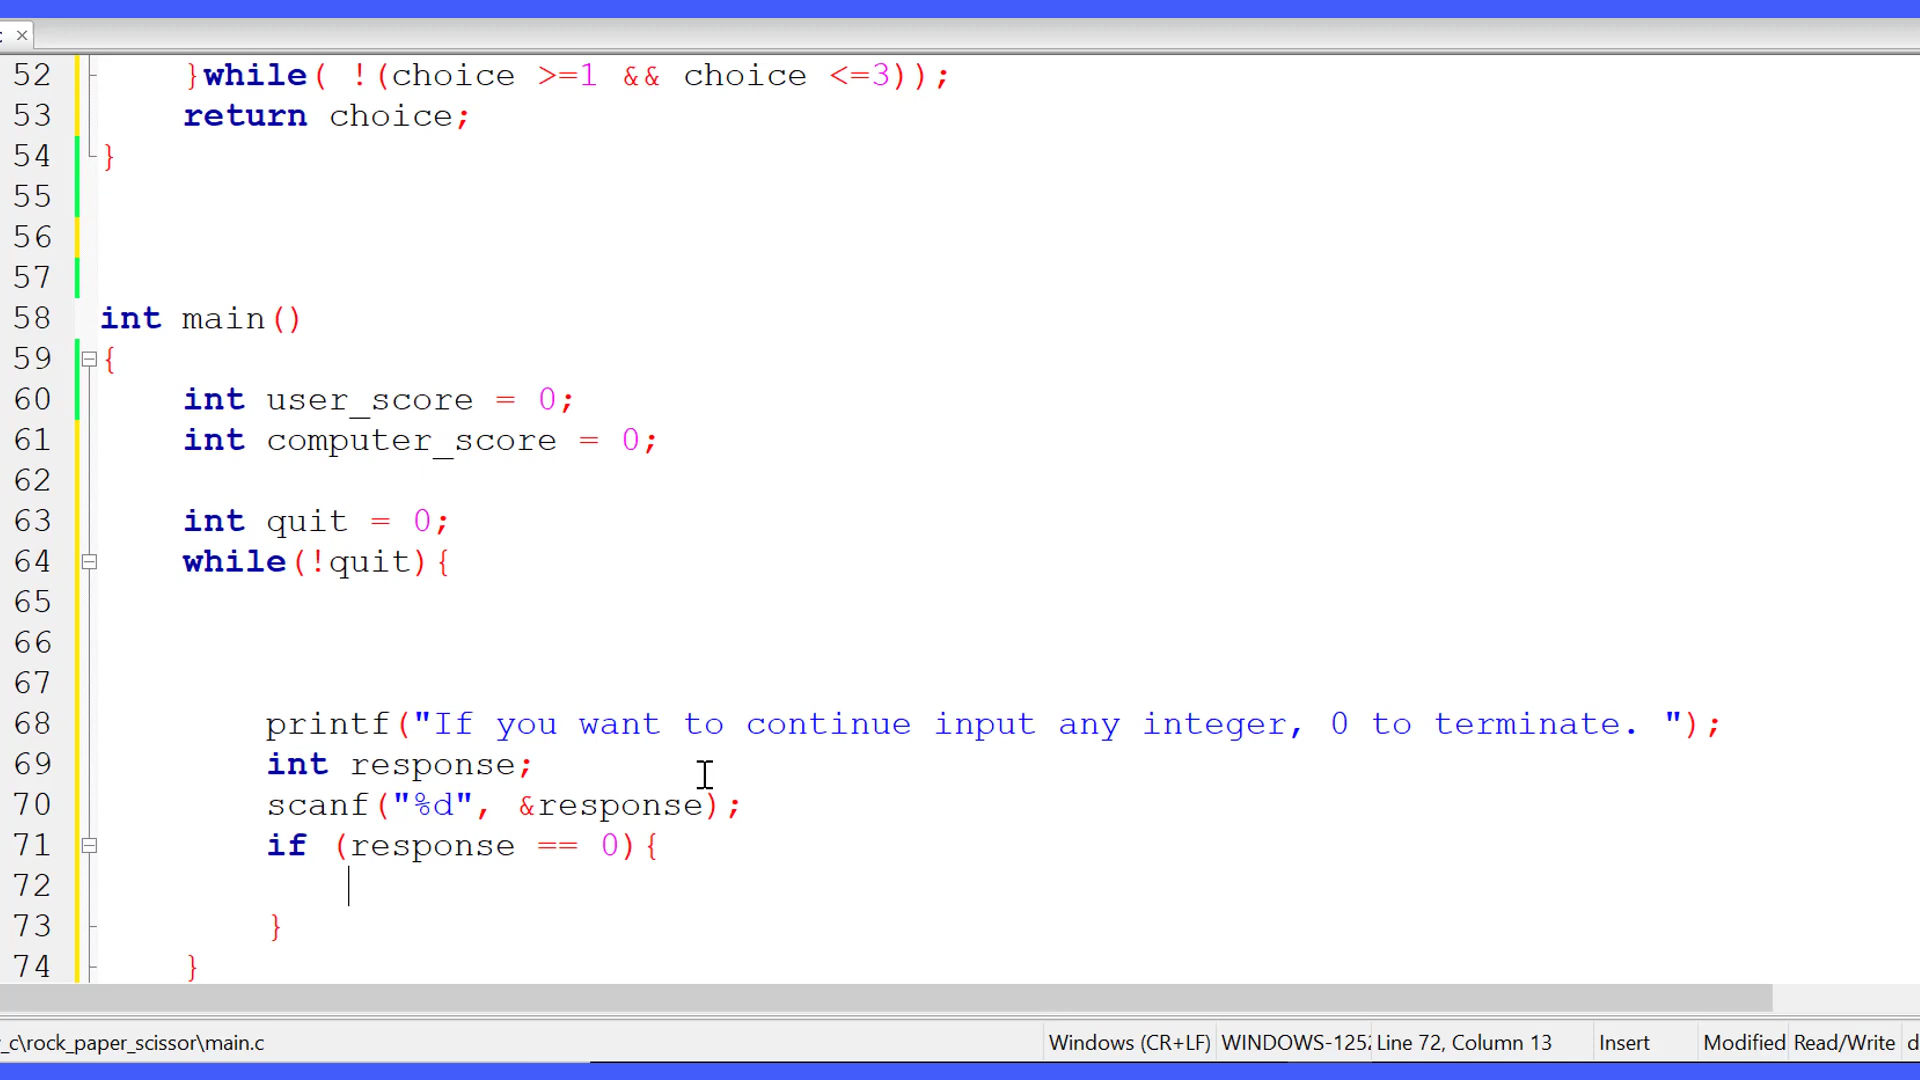 52 }while( !(choice >=1 && choice <=3));
53 return choice;
54 }
55
56
57
58 int main()
59 {
60 int user_score = 0;
61 int computer_score = 0;
62
63 int quit = 0;
64 while(!quit){
65
66
67
68 printf("If you want to continue input any integer, 0 to terminate. ");
69 int response;
70 scanf("%d", &response);
71 if (response == 0){
72
73 }
74 }
_c\rock_paper_scissor\main.c Windows (CR+LF) WINDOWS-1252 Line 72, Column 13 Insert Modified Read/Write